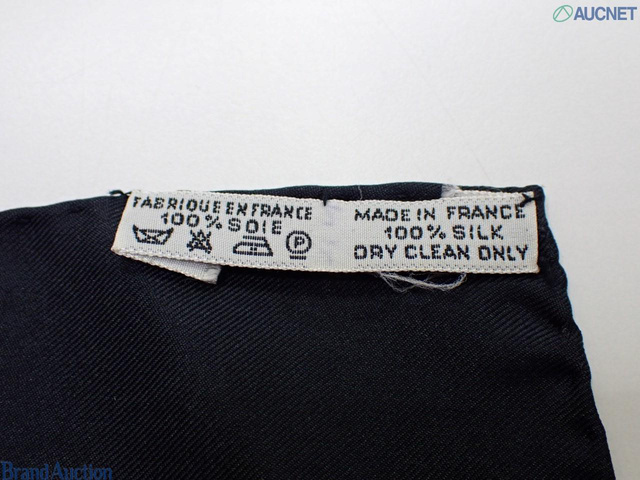 AUCNET
FABRIQUE EN FRANCE
100% SOIE
P
MADE IN FRANCE
100% SILK
DRY CLEAN ONLY
Brand Auction